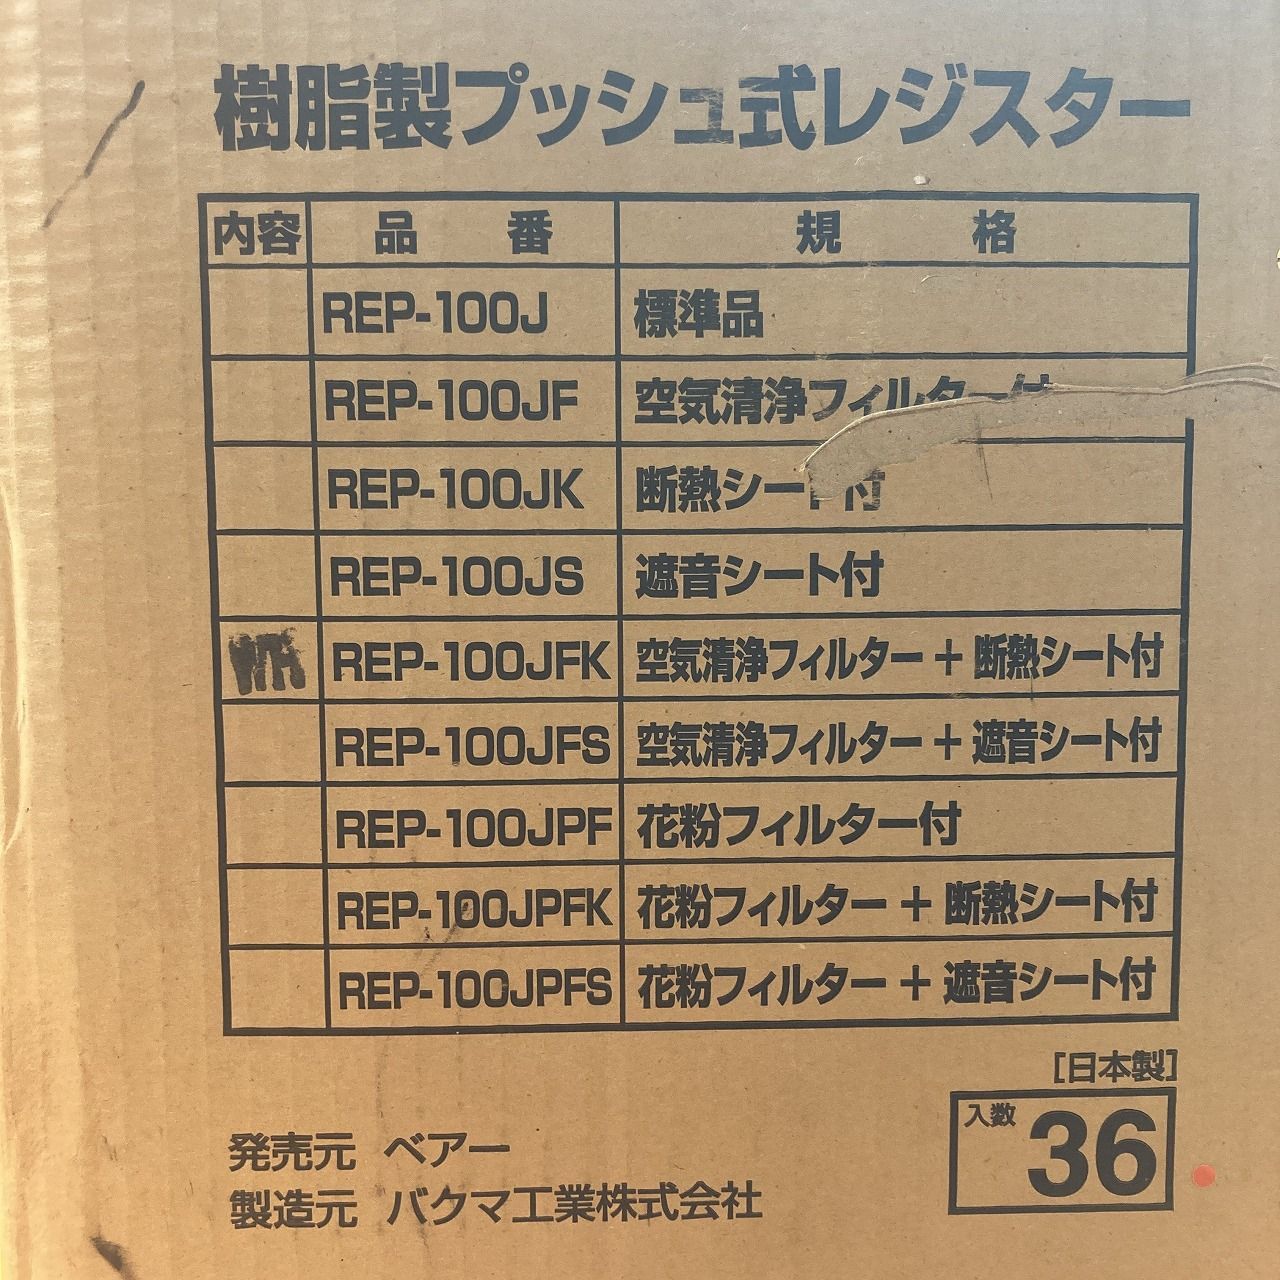 樹脂製プッシュ式レジスター
内容 品番 規格
REP-100J 標準品
REP-100JF 空気清浄フィルター付
REP-100JK 断熱シート付
REP-100JS 遮音シート付
WH REP-100JFK 空気清浄フィルター + 断熱シート付
REP-100JFS 空気清浄フィルター + 遮音シート付
REP-100JPF 花粉フィルター付
REP-100JPFK 花粉フィルター + 断熱シート付
REP-100JPFS 花粉フィルター + 遮音シート付
[日本製]
入数 36
発売元 ベアー
製造元 バクマ工業株式会社